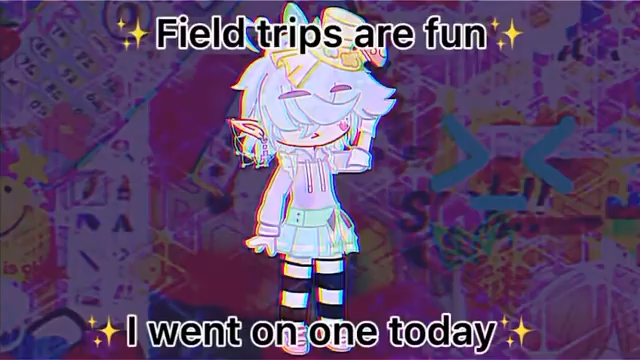 ✨Field trips are fun✨
✨I went on one today✨